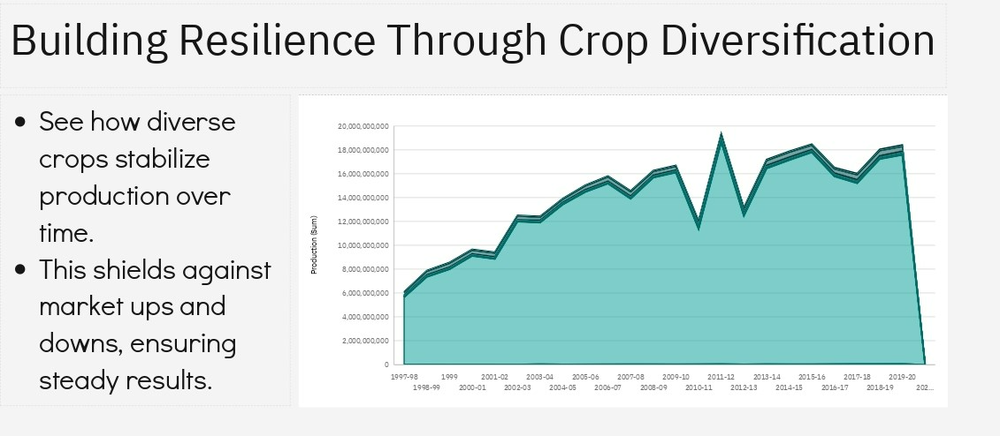 Building Resilience Through Crop Diversification
• See how diverse
crops stabilize
production over
time.
• This shields against
market ups and
downs, ensuring
steady results.
Production (Sum)
20,000,000,000
18,000,000,000
16,000,000,000
14,000,000,000
12,000,000,000
10,000,000,000
8,000,000,000
6,000,000,000
4,000,000,000
2,000,000,000
0
1997-98 1999 2001-02 2003-04 2005-06 2007-08 2009-10 2011-12 2013-14 2015-16 2017-18 2019-20
1998-99 2000-01 2002-03 2004-05 2006-07 2008-09 2010-11 2012-13 2014-15 2016-17 2018-19 202...